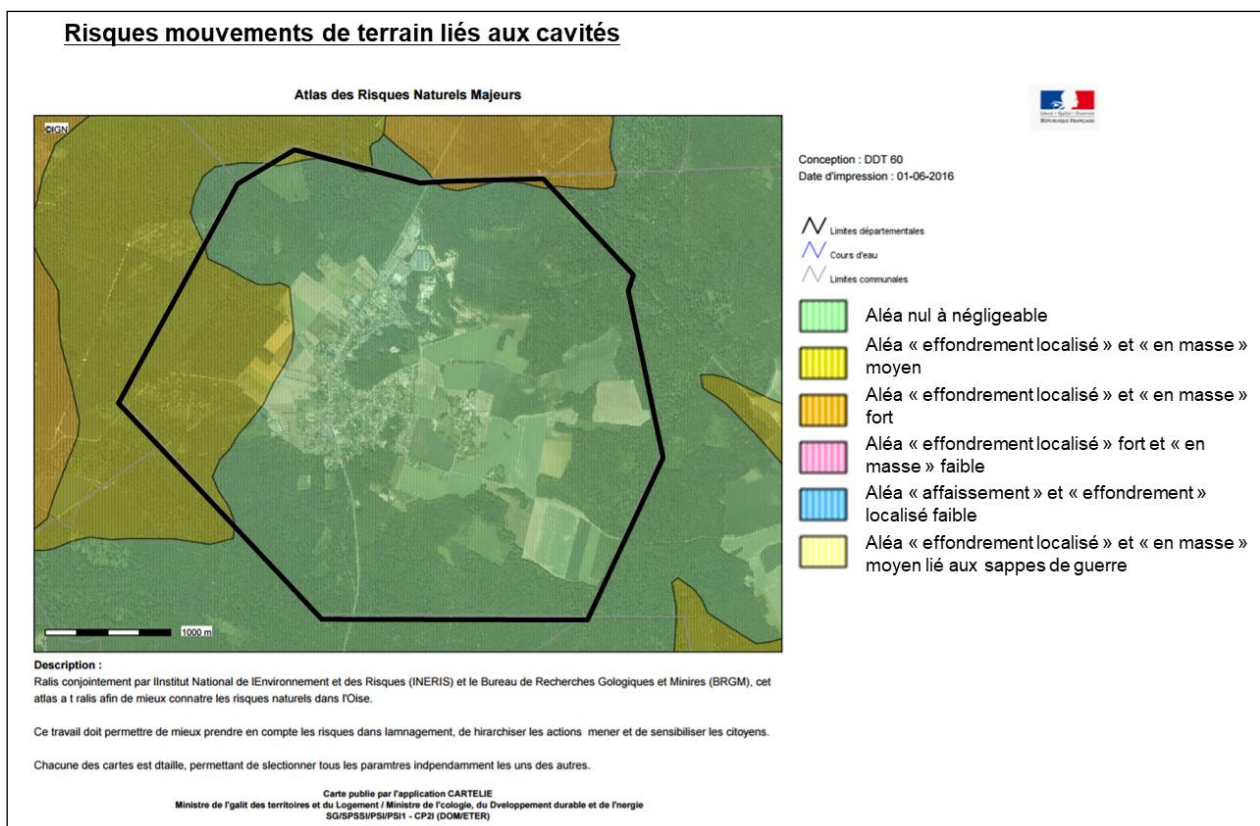 Risques mouvements de terrain liés aux cavités
Atlas des Risques Naturels Majeurs
©IGN
1000 m
RÉPUBLIQUE FRANÇAISE
Conception : DDT 60
Date d'impression : 01-06-2016
Limites départementales
Cours d'eau
Limites communales
Aléa nul à négligeable
Aléa « effondrement localisé » et « en masse »
moyen
Aléa « effondrement localisé » et « en masse »
fort
Aléa « effondrement localisé » fort et « en
masse » faible
Aléa « affaissement » et « effondrement »
localisé faible
Aléa « effondrement localisé » et « en masse »
moyen lié aux sappes de guerre
Description :
Ralis conjointement par lInstitut National de lEnvironnement et des Risques (INERIS) et le Bureau de Recherches Gologiques et Minires (BRGM), cet
atlas a t ralis afin de mieux connatre les risques naturels dans l'Oise.
Ce travail doit permettre de mieux prendre en compte les risques dans lamnagement, de hirarchiser les actions mener et de sensibiliser les citoyens.
Chacune des cartes est dtaille, permettant de slectionner tous les paramtres indpendamment les uns des autres.
Carte publie par l'application CARTELIE
Ministre de l'galit des territoires et du Logement / Ministre de l'cologie, du Dveloppement durable et de l'nergie
SG/SPSSI/PSI/PSI1 - CP2I (DOM/ETER)